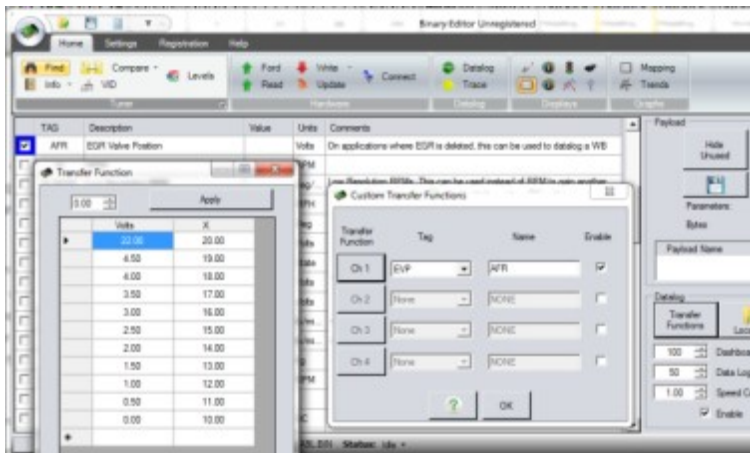 Binary Editor Unregistered
Home Settings Registration Help
Find Compare Levels Ford Write Connect Datalog Mapping
Info VID Read Update Trace Trends
Tuner Hardware Datalog Displays Graphs
TAG Description Value Units Comments
AFR EGR Valve Position Volts On applications where EGR is deleted, this can be used to datalog a WB
Payload
Hide Unused
Parameters:
Bytes
Payload Name
Transfer Function
0.00 Apply
Volts X
20.00
4.50 19.00
4.00 18.00
3.50 17.00
3.00 16.00
2.50 15.00
2.00 14.00
1.50 13.00
1.00 12.00
0.50 11.00
0.00 10.00
Custom Transfer Functions
Transfer Function Tag Name Enable
Ch 1 EVP AFR
Ch 2 None NONE
Ch 3 None NONE
Ch 4 None NONE
? OK
Datalog
Transfer Functions
100
50 Data Log
1.00 Speed
Enable
Status: Idle